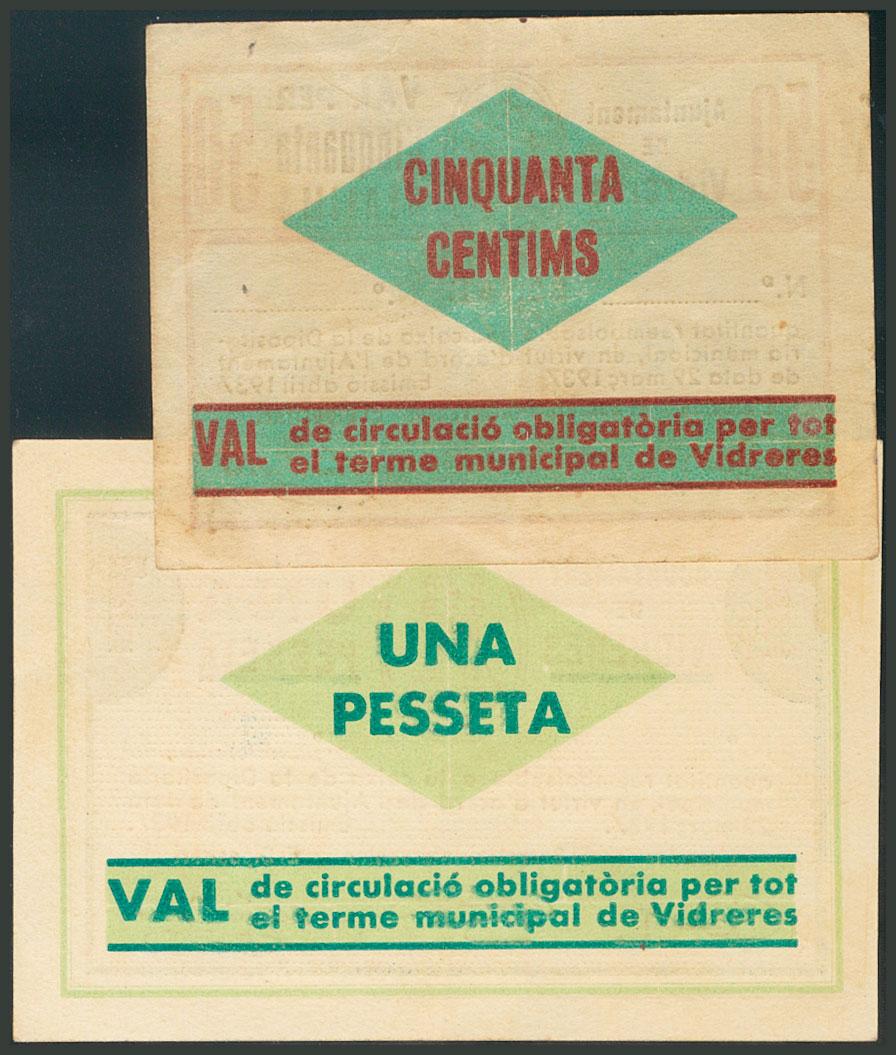 CINQUANTA
CENTIMS
VAL de circulació obligatòria per tot
el terme municipal de Vidreres
UNA
PESSETA
VAL de circulació obligatòria per tot
el terme municipal de Vidreres